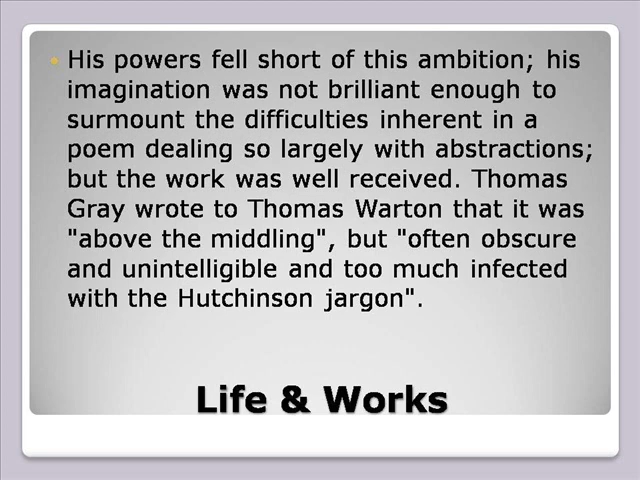 • His powers fell short of this ambition; his
imagination was not brilliant enough to
surmount the difficulties inherent in a
poem dealing so largely with abstractions;
but the work was well received. Thomas
Gray wrote to Thomas Warton that it was
"above the middling", but "often obscure
and unintelligible and too much infected
with the Hutchinson jargon".
Life & Works